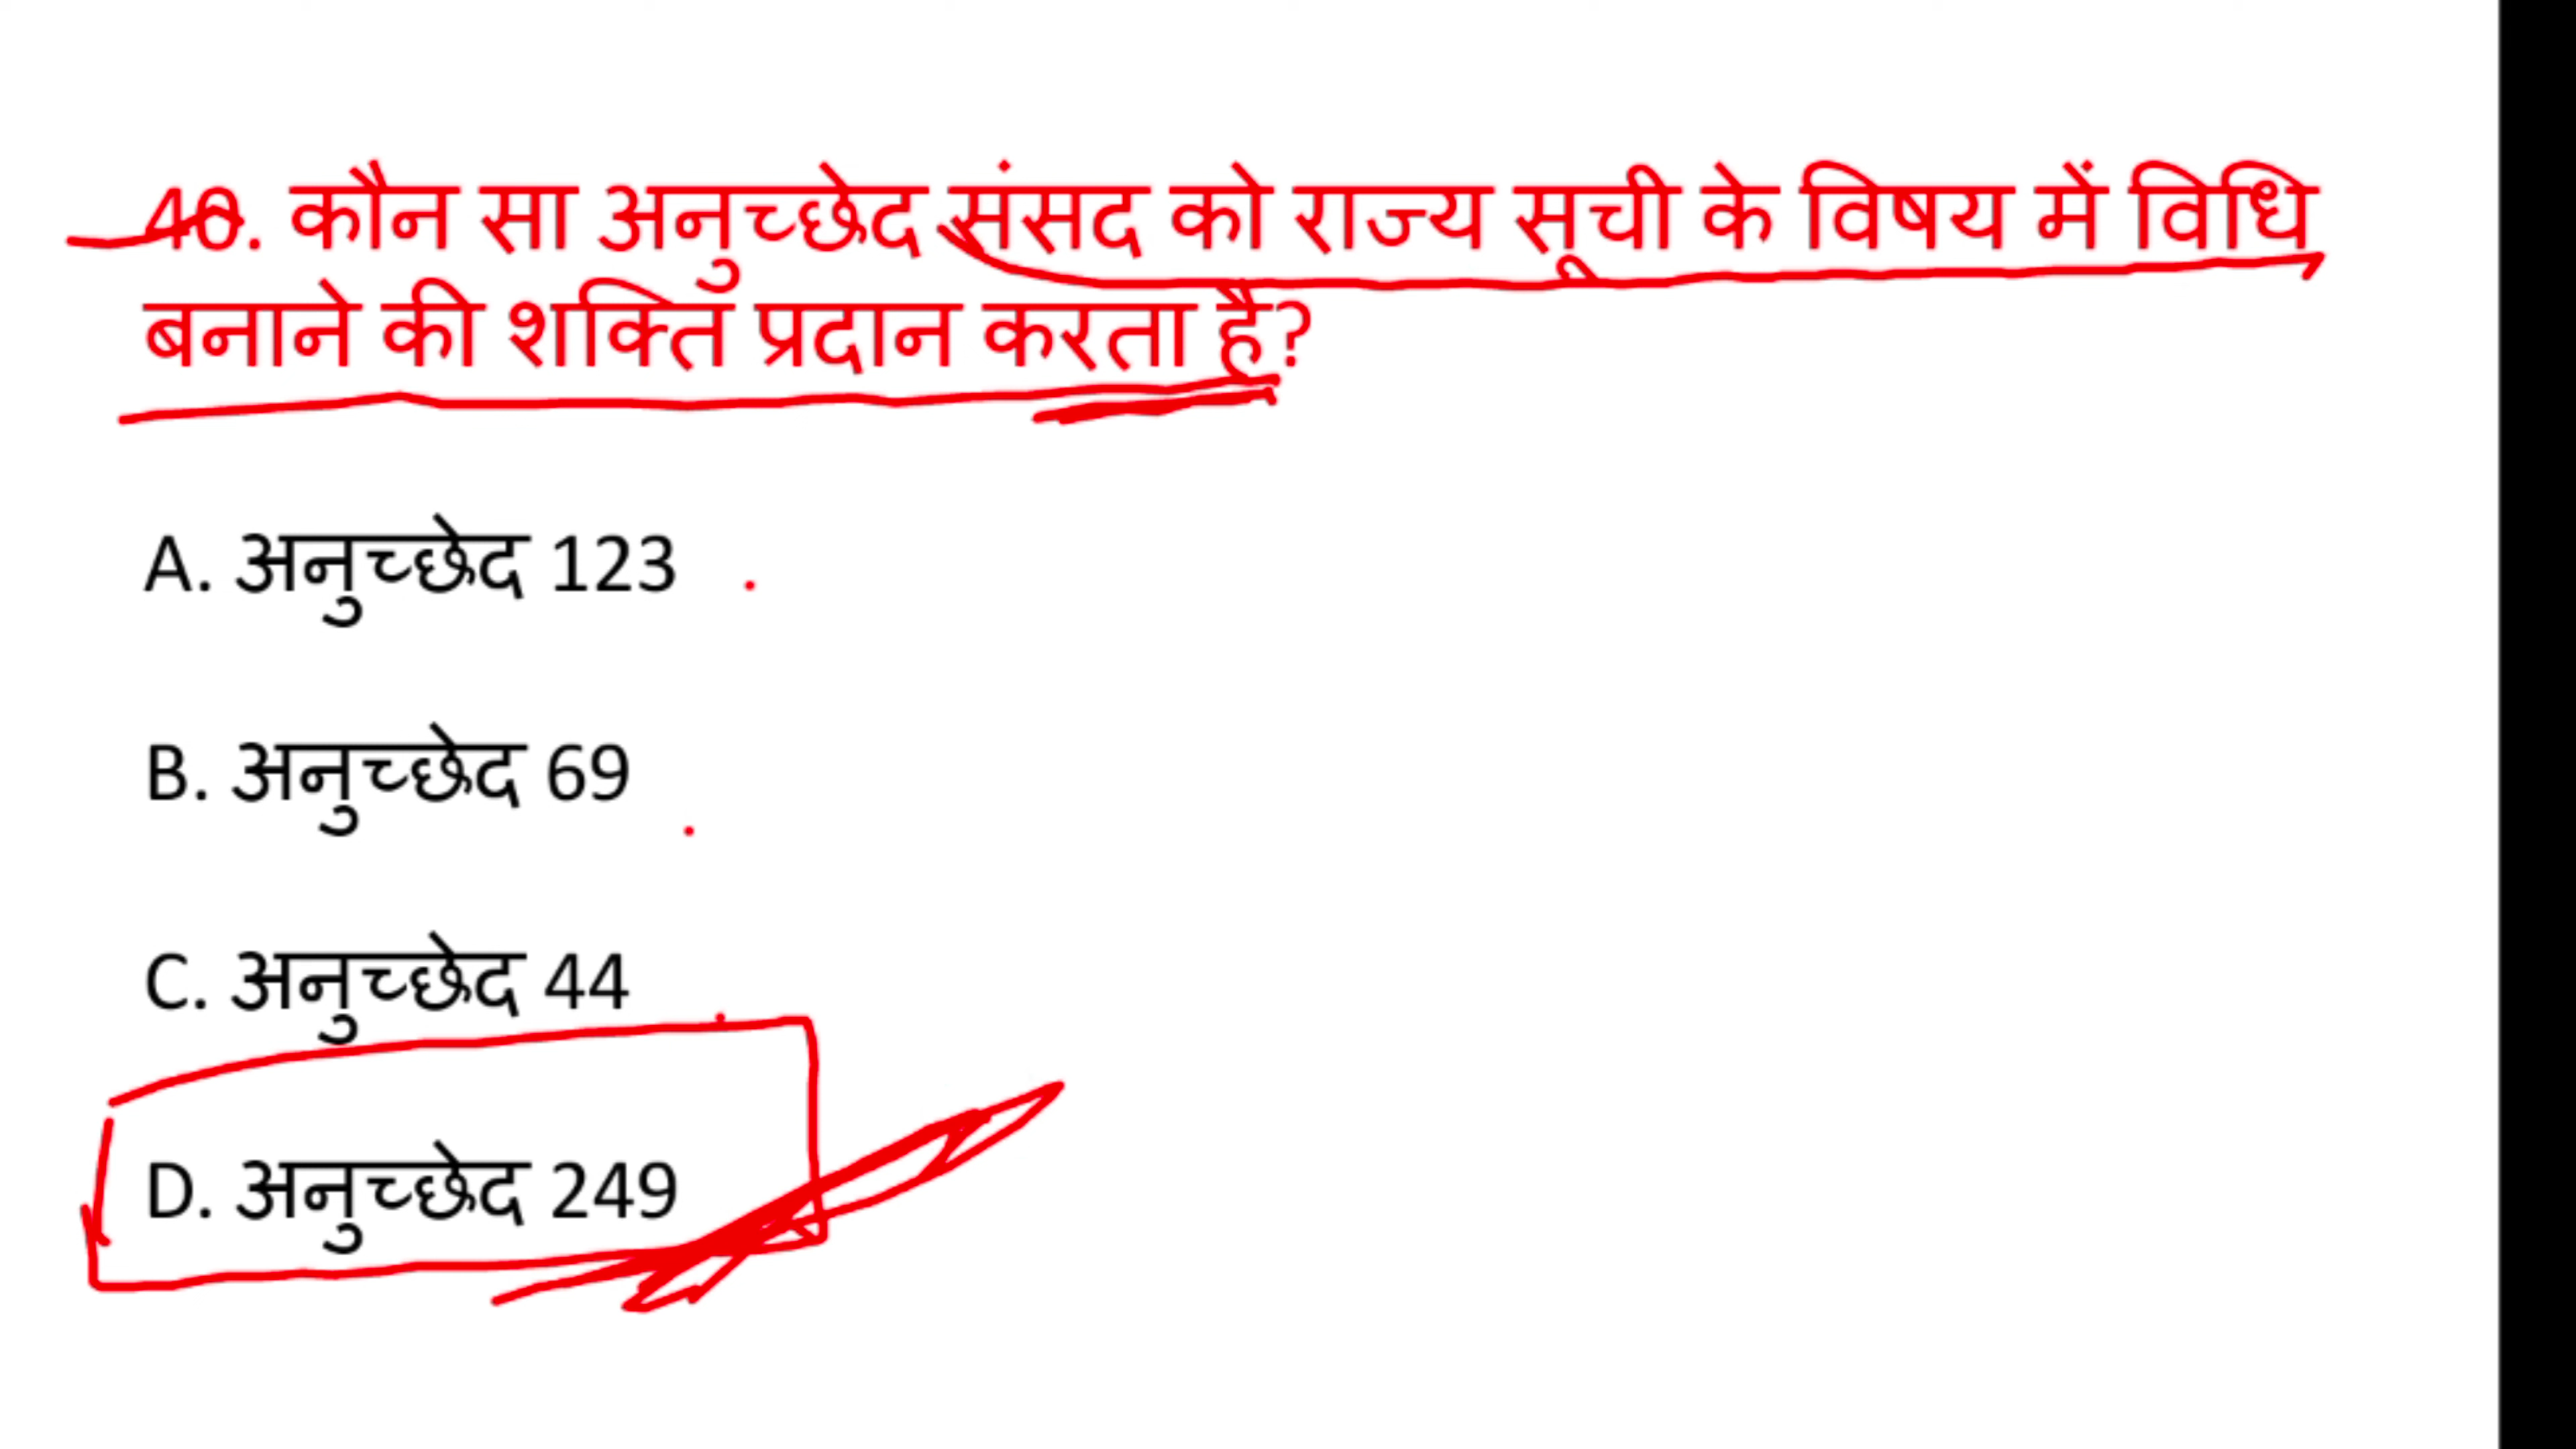 40. कौन सा अनुच्छेद संसद को राज्य सूची के विषय में विधि
बनाने की शक्ति प्रदान करता है?
A. अनुच्छेद 123
B. अनुच्छेद 69
C. अनुच्छेद 44
D. अनुच्छेद 249